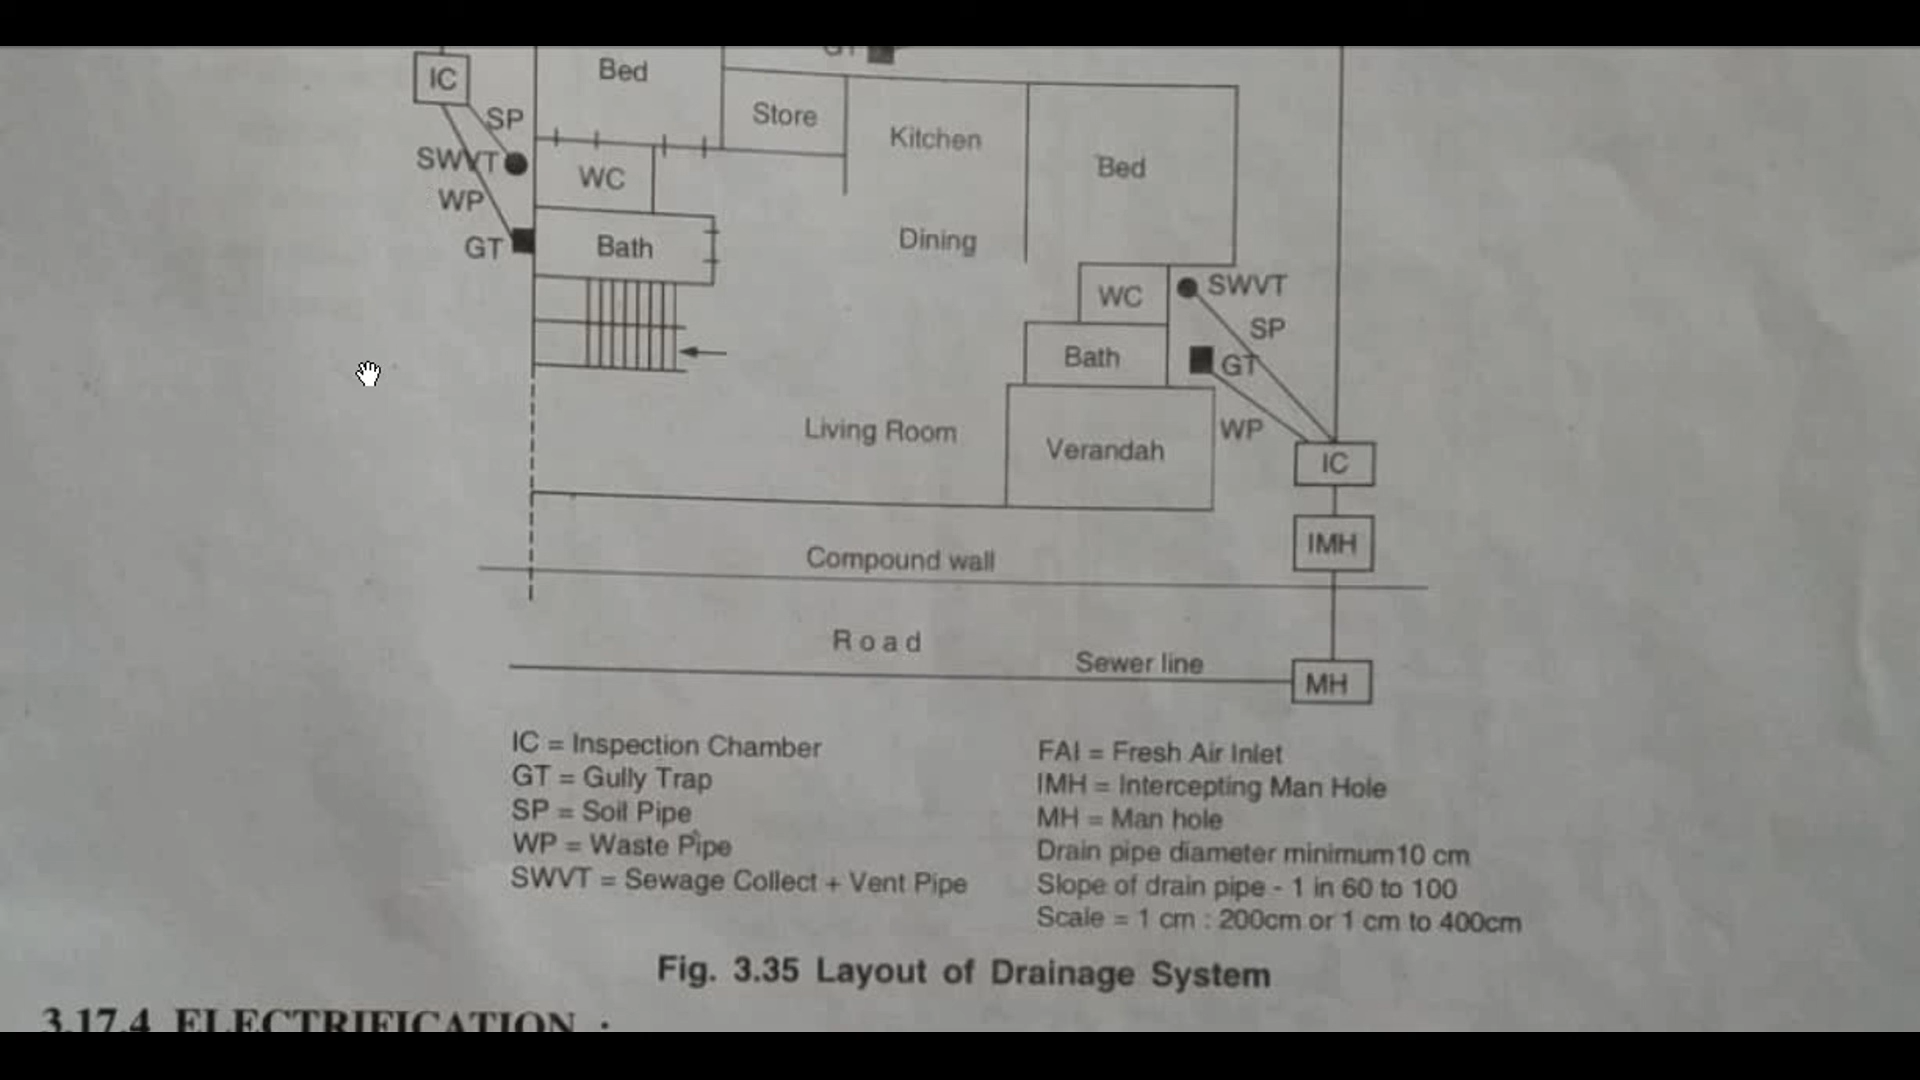 GT
IC
Bed
SP
Store
Kitchen
Bed
SWVT
WC
WP
GT
Bath
Dining
WC
SWVT
SP
Bath
GT
Living Room
Verandah
WP
IC
IMH
Compound wall
Road
Sewer line
MH
IC = Inspection Chamber
GT = Gully Trap
SP = Soil Pipe
WP = Waste Pipe
SWVT = Sewage Collect + Vent Pipe
FAI = Fresh Air Inlet
IMH = Intercepting Man Hole
MH = Man hole
Drain pipe diameter minimum 10 cm
Slope of drain pipe - 1 in 60 to 100
Scale = 1 cm : 200cm or 1 cm to 400cm
Fig. 3.35 Layout of Drainage System
3.17.4 ELECTRIFICATION :